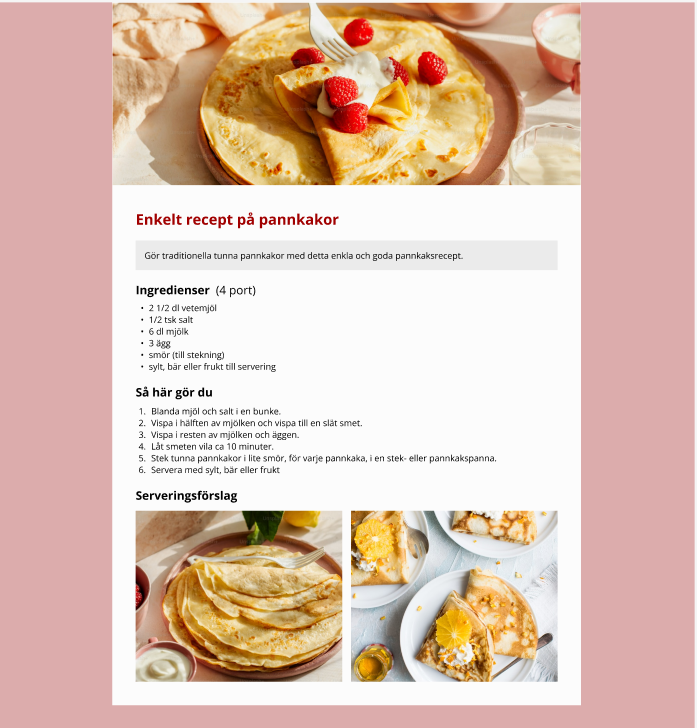 Enkelt recept på pannkakor
Gör traditionella tunna pannkakor med detta enkla och goda pannkaksrecept.
Ingredienser (4 port)
• 2 1/2 dl vetemjöl
• 1/2 tsk salt
• 6 dl mjölk
• 3 ägg
• smör (till stekning)
• sylt, bär eller frukt till servering
Så här gör du
1. Blanda mjöl och salt i en bunke.
2. Vispa i hälften av mjölken och vispa till en slät smet.
3. Vispa i resten av mjölken och äggen.
4. Låt smeten vila ca 10 minuter.
5. Stek tunna pannkakor i lite smör, för varje pannkaka, i en stek- eller pannkakspanna.
6. Servera med sylt, bär eller frukt
Serveringsförslag